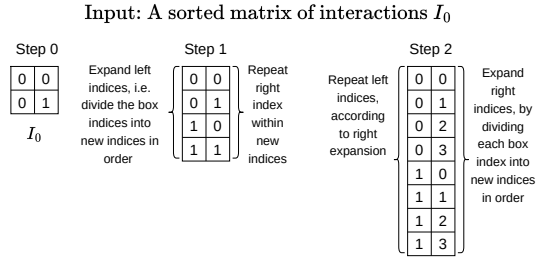 Input: A sorted matrix of interactions I₀
Step 0
0 0
0 1
I₀
Expand left
indices, i.e.
divide the box
indices into
new indices in
order
Step 1
0 0
0 1
1 0
1 1
Repeat
right
index
within
new
indices
Repeat left
indices,
according
to right
expansion
Step 2
0 0
0 1
0 2
0 3
1 0
1 1
1 2
1 3
Expand
right
indices, by
dividing
each box
index into
new indices
in order